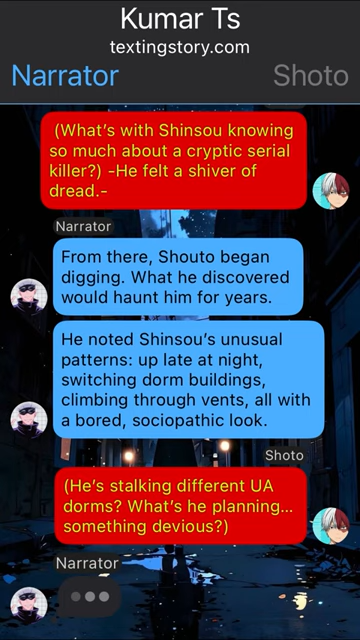 Kumar Ts
textingstory.com
Narrator
Shoto
(What's with Shinsou knowing
so much about a cryptic serial
killer?) -He felt a shiver of
dread.-
Narrator
From there, Shouto began
digging. What he discovered
would haunt him for years.
He noted Shinsou's unusual
patterns: up late at night,
switching dorm buildings,
climbing through vents, all with
a bored, sociopathic look.
Shoto
(He's stalking different UA
dorms? What's he planning...
something devious?)
Narrator